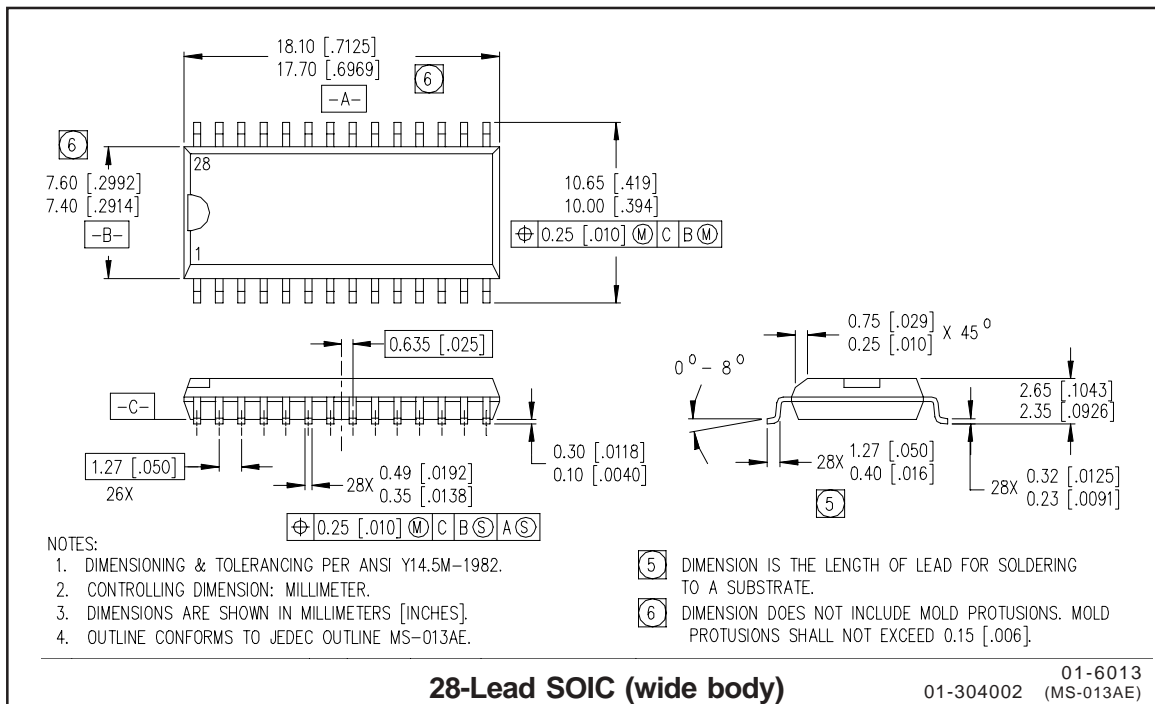 18.10 [.7125]
17.70 [.6969]
6
-A-
6
28
7.60 [.2992]
7.40 [.2914]
-B-
1
10.65 [.419]
10.00 [.394]
⌖ 0.25 [.010] Ⓜ C B Ⓜ
0.635 [.025]
-C-
1.27 [.050]
26X
28X 0.49 [.0192]
0.35 [.0138]
⌖ 0.25 [.010] Ⓜ C B Ⓢ A Ⓢ
0.30 [.0118]
0.10 [.0040]
0.75 [.029]
0.25 [.010]
X 45°
0° - 8°
2.65 [.1043]
2.35 [.0926]
28X 1.27 [.050]
0.40 [.016]
5
28X 0.32 [.0125]
0.23 [.0091]
NOTES:
1. DIMENSIONING & TOLERANCING PER ANSI Y14.5M-1982.
2. CONTROLLING DIMENSION: MILLIMETER.
3. DIMENSIONS ARE SHOWN IN MILLIMETERS [INCHES].
4. OUTLINE CONFORMS TO JEDEC OUTLINE MS-013AE.
5 DIMENSION IS THE LENGTH OF LEAD FOR SOLDERING
TO A SUBSTRATE.
6 DIMENSION DOES NOT INCLUDE MOLD PROTUSIONS. MOLD
PROTUSIONS SHALL NOT EXCEED 0.15 [.006].
28-Lead SOIC (wide body)
01-6013
01-304002 (MS-013AE)